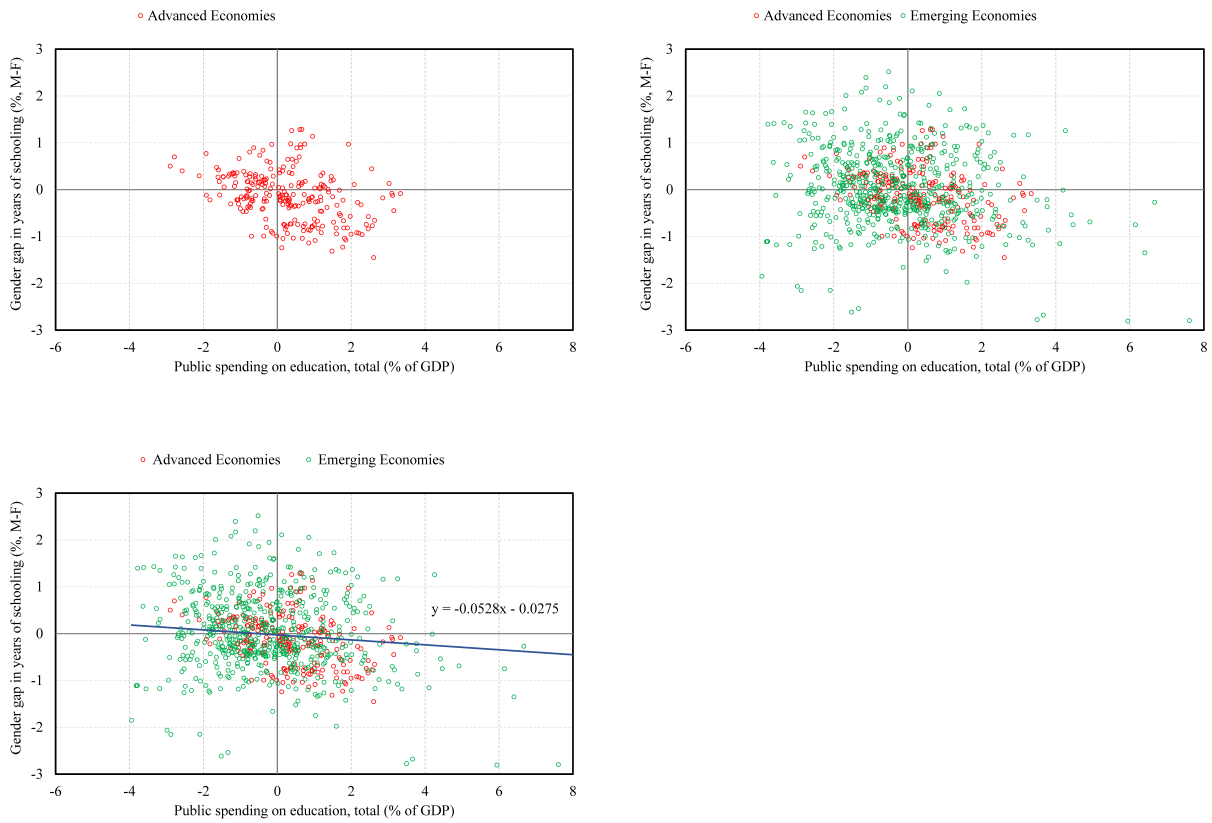 Advanced Economies
Gender gap in years of schooling (%, M-F)
3
2
1
0
-1
-2
-3
-6 -4 -2 0 2 4 6 8
Public spending on education, total (% of GDP)
Advanced Economies Emerging Economies
Gender gap in years of schooling (%, M-F)
3
2
1
0
-1
-2
-3
-6 -4 -2 0 2 4 6 8
Public spending on education, total (% of GDP)
Advanced Economies Emerging Economies
Gender gap in years of schooling (%, M-F)
3
2
1
0
-1
-2
-3
y = -0.0528x - 0.0275
-6 -4 -2 0 2 4 6 8
Public spending on education, total (% of GDP)